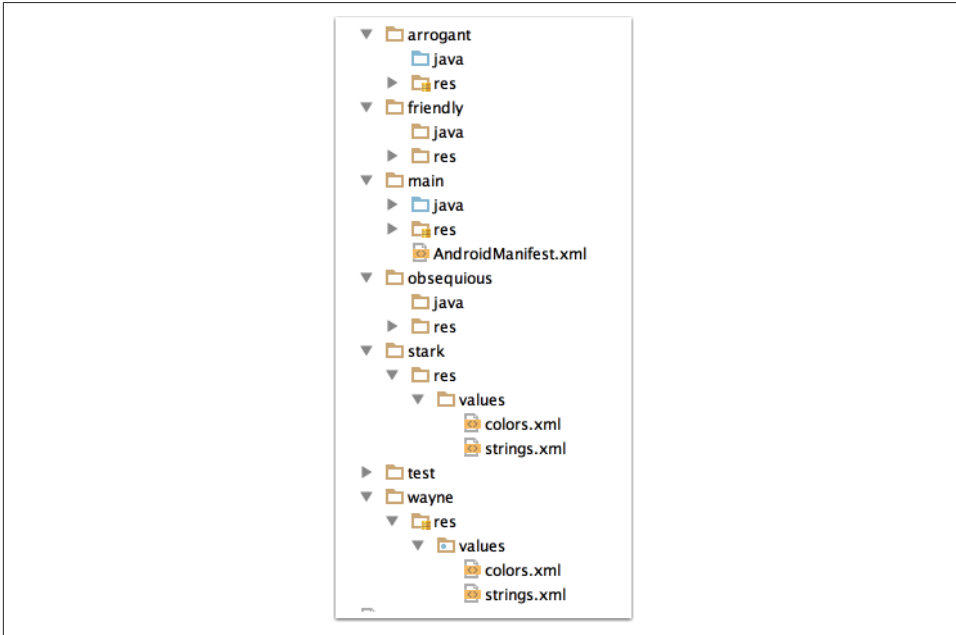 arrogant
java
res
friendly
java
res
main
java
res
AndroidManifest.xml
obsequious
java
res
stark
res
values
colors.xml
strings.xml
test
wayne
res
values
colors.xml
strings.xml